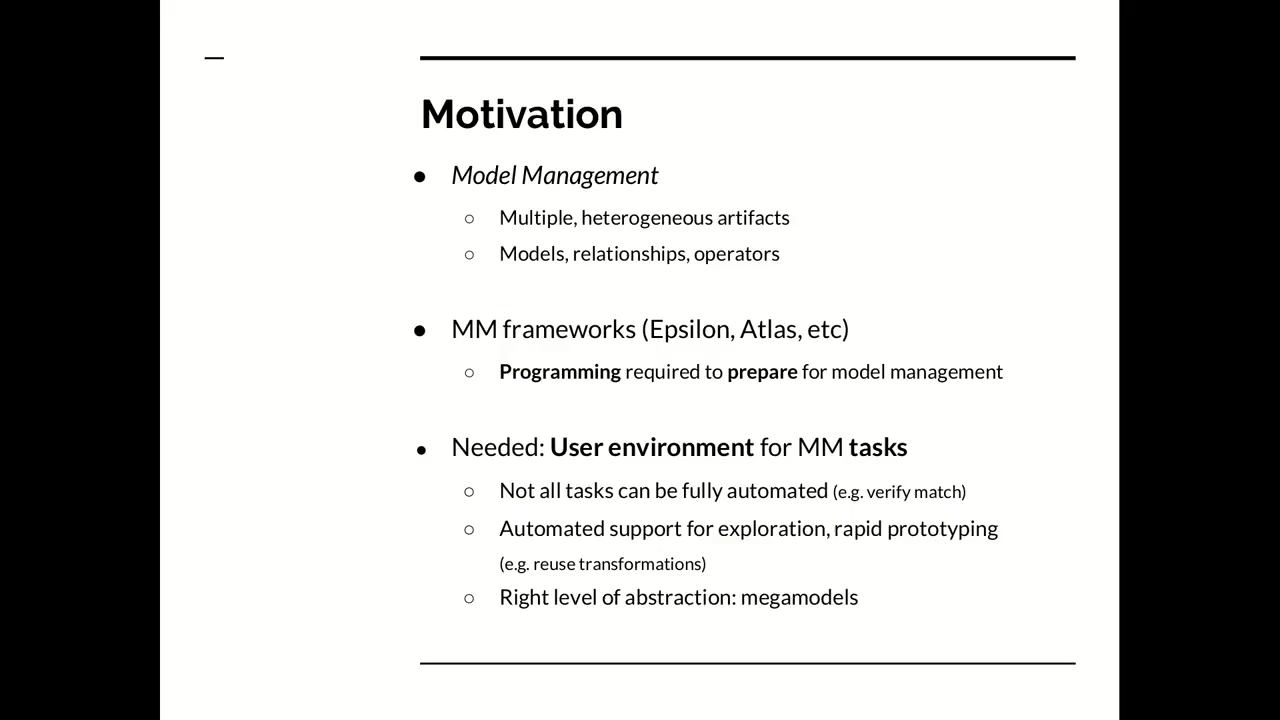 Motivation
● Model Management
○ Multiple, heterogeneous artifacts
○ Models, relationships, operators
● MM frameworks (Epsilon, Atlas, etc)
○ Programming required to prepare for model management
● Needed: User environment for MM tasks
○ Not all tasks can be fully automated (e.g. verify match)
○ Automated support for exploration, rapid prototyping
(e.g. reuse transformations)
○ Right level of abstraction: megamodels